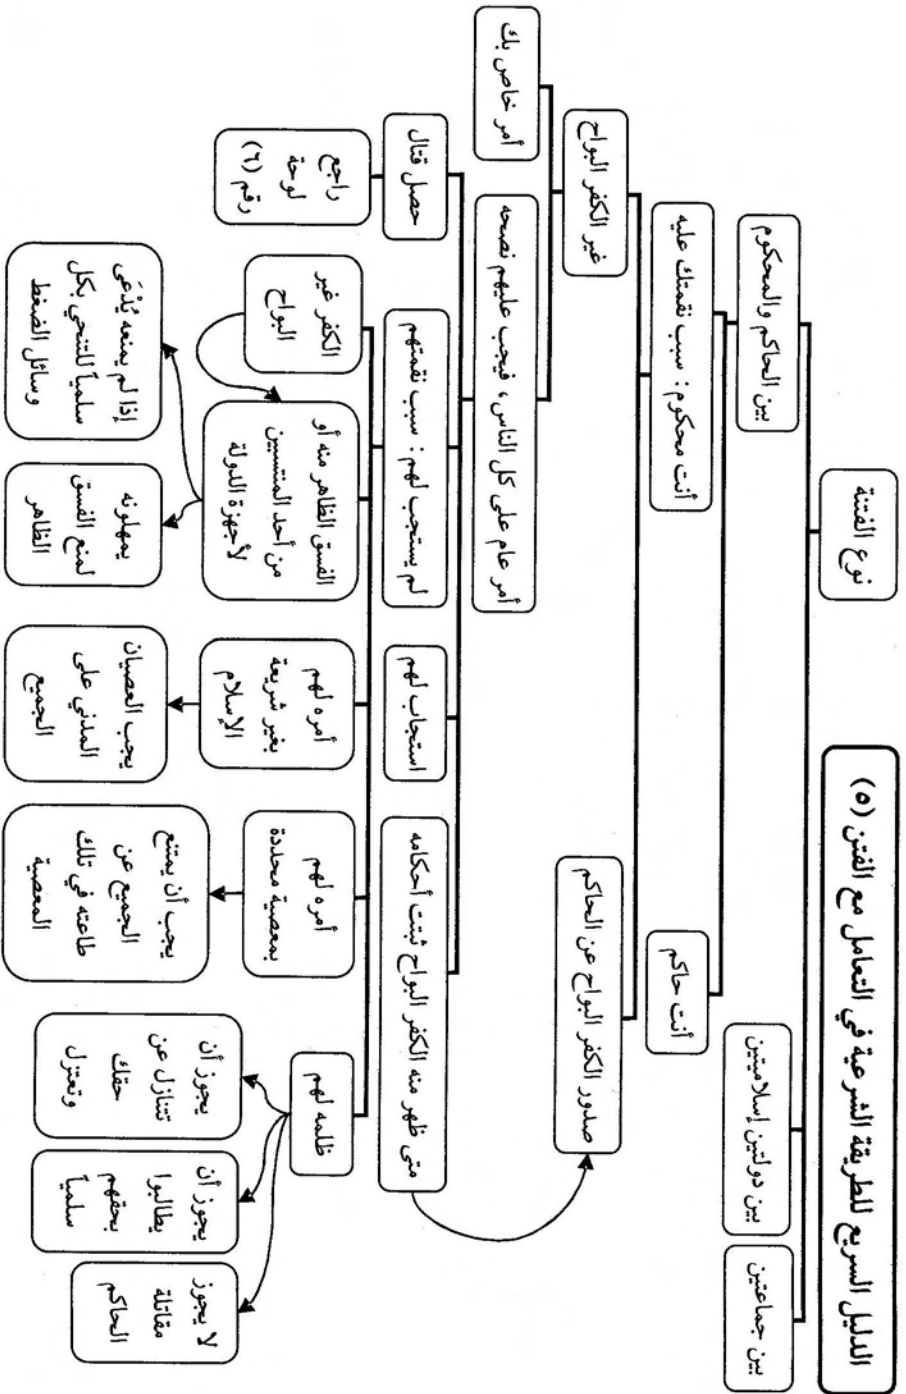 الدليل السريع للطريقة الشرعية في التعامل مع الفتن (٥)
نوع الفتنة
بين الحاكم والمحكوم
بين دولتين إسلاميتين
بين جماعتين
أنت محكوم: سبب نقمتك عليه
أنت حاكم
غير الكفر البواح
صدور الكفر البواح عن الحاكم
أمر خاص بك
أمر عام على كل الناس، فيجب عليهم نصحه
حصل قتال
لم يستجب لهم: سبب نقمتهم
استجاب لهم
متى ظهر منه الكفر البواح ثبتت أحكامه
راجع
لوحة
رقم (٦)
الكفر غير
البواح
الفسق الظاهر منه أو
من أحد المنتسبين
لأجهزة الدولة
أمره لهم
بغير شريعة
الإسلام
أمره لهم
بمعصية محددة
ظلمه لهم
إذا لم يمنعه يُدْعَى
سلمياً للتنحي بكل
وسائل الضغط
يمهلونه
لمنع الفسق
الظاهر
يجب العصيان
المدني على
الجميع
يجب أن يمتنع
الجميع عن
طاعته في تلك
المعصية
يجوز أن
تتنازل عن
حقك
وتعتزل
يجوز أن
يطالبوا
بحقهم
سلمياً
لا يجوز
مقاتلة
الحاكم